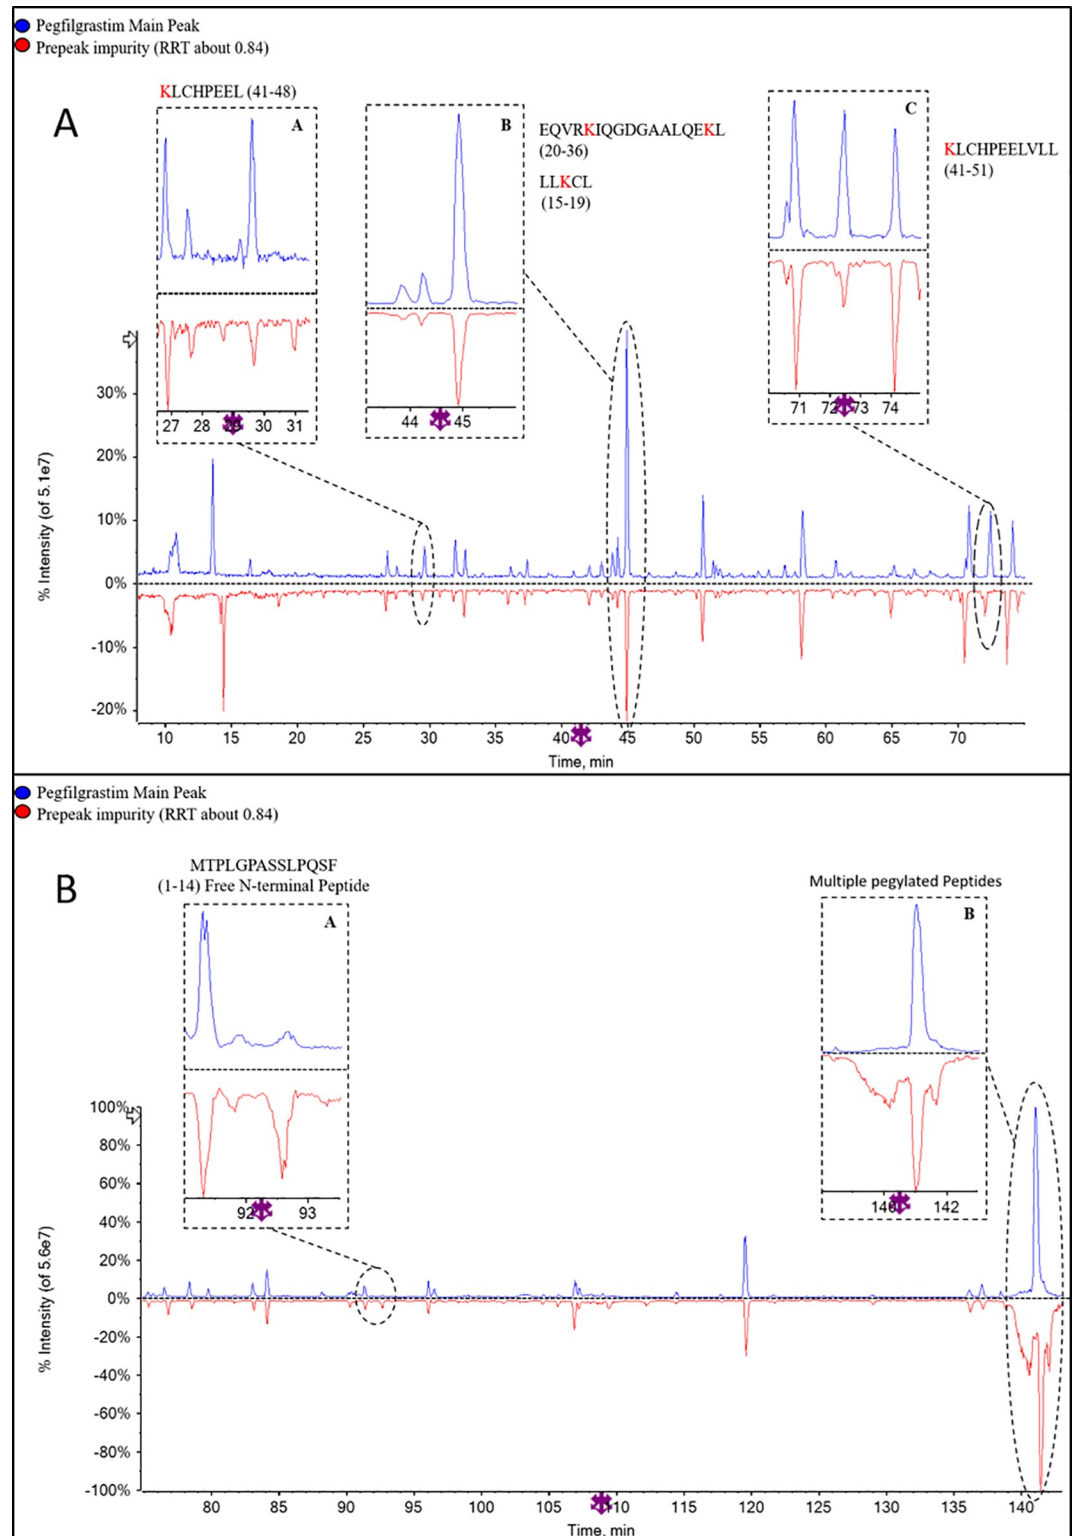 Pegfilgrastim Main Peak
Prepeak impurity (RRT about 0.84)
A
KLCHPEEL (41-48)
A
27 28 30 31
B
44 45
EQVRKIQGDGAALQEKL
(20-36)
LLKCL
(15-19)
C
71 73 74
KLCHPEELVLL
(41-51)
% Intensity (of 5.1e7)
30%
20%
10%
0%
-10%
-20%
10 15 20 25 30 35 40 45 50 55 60 65 70
Time, min
Pegfilgrastim Main Peak
Prepeak impurity (RRT about 0.84)
B
MTPLGPASSLPQSF
(1-14) Free N-terminal Peptide
A
92 93
Multiple pegylated Peptides
B
140 142
% Intensity (of 5.6e7)
100%
80%
60%
40%
20%
0%
-20%
-40%
-60%
-80%
-100%
80 85 90 95 100 105 110 115 120 125 130 135 140
Time, min